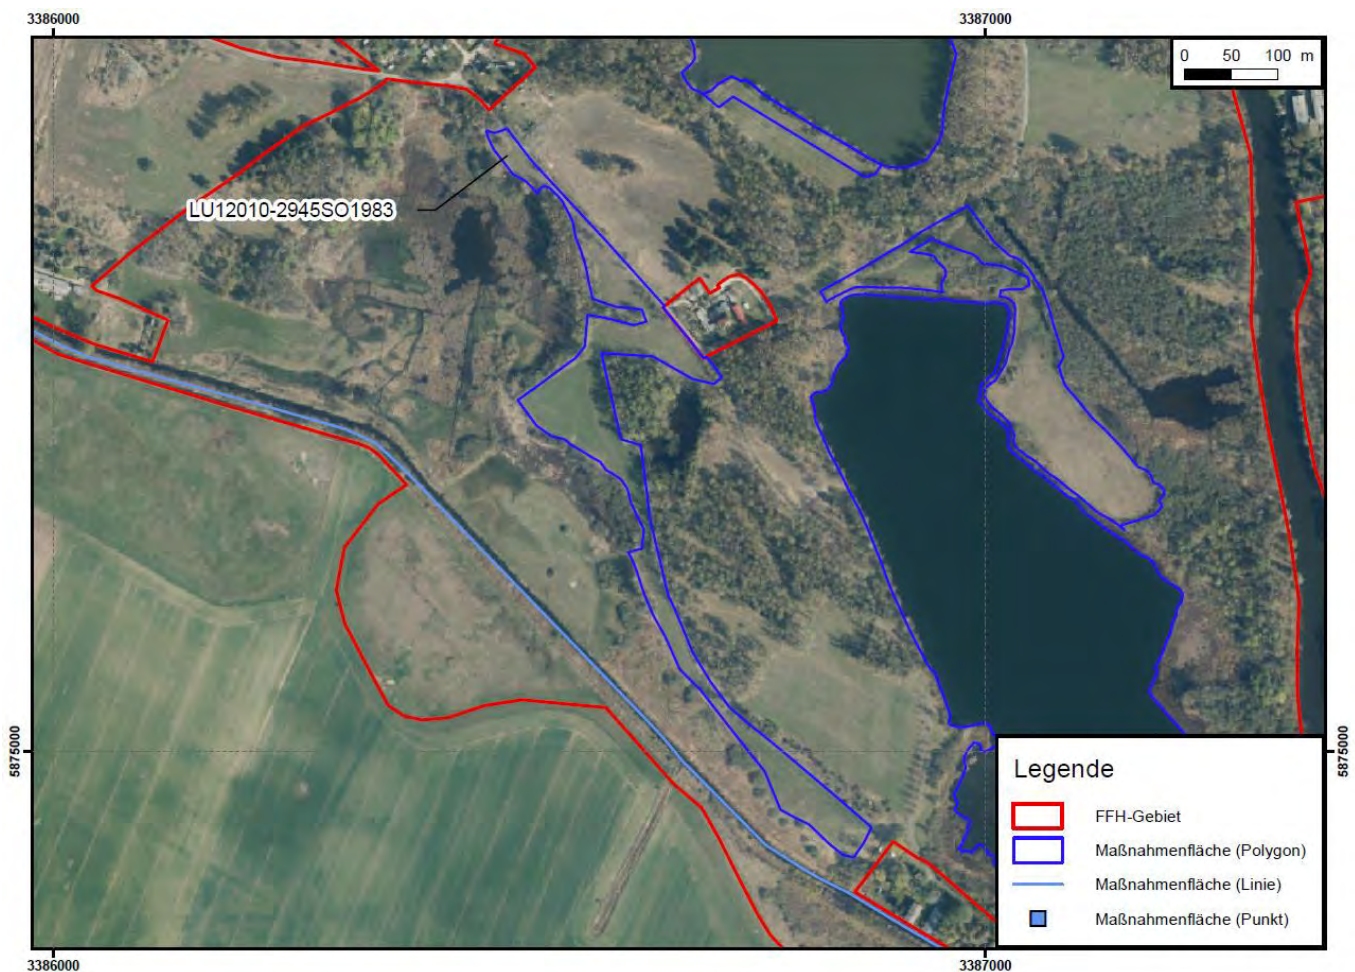 3386000
3387000
0 50 100 m
LU12010-2945SO1983
5875000
5875000
Legende
FFH-Gebiet
Maßnahmenfläche (Polygon)
Maßnahmenfläche (Linie)
Maßnahmenfläche (Punkt)
3386000
3387000